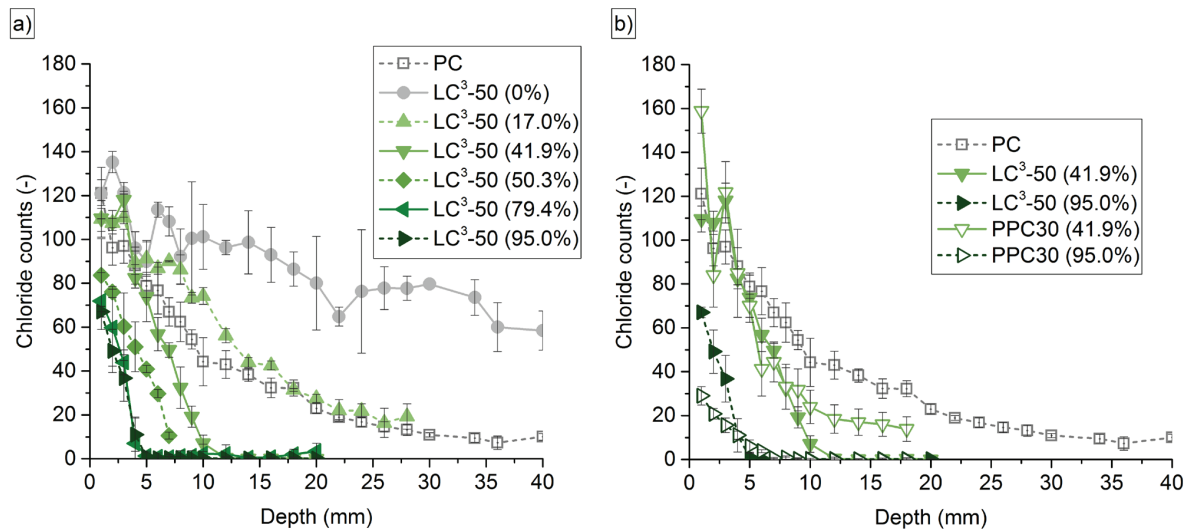 a)
180
160
140
120
100
80
60
40
20
0
Chloride counts (-)
0 5 10 15 20 25 30 35 40
Depth (mm)
PC
LC³-50 (0%)
LC³-50 (17.0%)
LC³-50 (41.9%)
LC³-50 (50.3%)
LC³-50 (79.4%)
LC³-50 (95.0%)
b)
180
160
140
120
100
80
60
40
20
0
Chloride counts (-)
0 5 10 15 20 25 30 35 40
Depth (mm)
PC
LC³-50 (41.9%)
LC³-50 (95.0%)
PPC30 (41.9%)
PPC30 (95.0%)